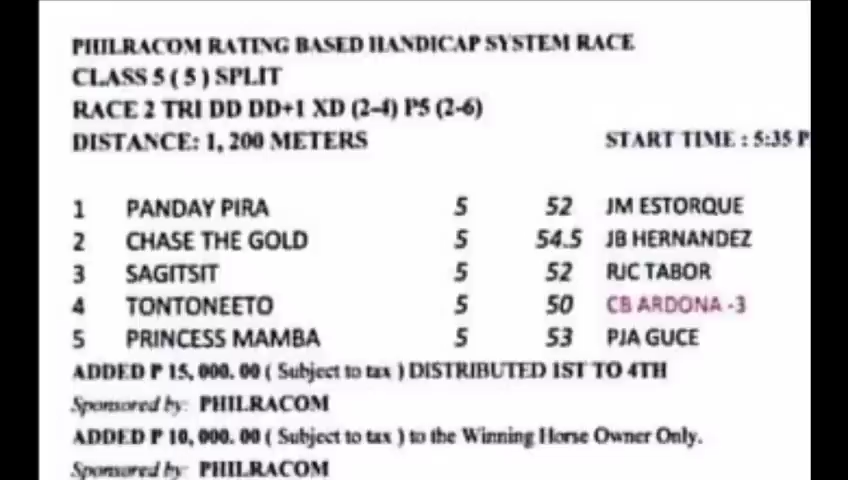 PHILRACOM RATING BASED HANDICAP SYSTEM RACE
CLASS 5 ( 5 ) SPLIT
RACE 2 TRI DD DD+1 XD (2-4) P5 (2-6)
DISTANCE: 1, 200 METERS START TIME : 5:35 P
1 PANDAY PIRA 5 52 JM ESTORQUE
2 CHASE THE GOLD 5 54.5 JB HERNANDEZ
3 SAGITSIT 5 52 RJC TABOR
4 TONTONEETO 5 50 CB ARDONA -3
5 PRINCESS MAMBA 5 53 PJA GUCE
ADDED P 15, 000. 00 ( Subject to tax ) DISTRIBUTED 1ST TO 4TH
Sponsored by: PHILRACOM
ADDED P 10, 000. 00 ( Subject to tax ) to the Winning Horse Owner Only.
Sponsored by: PHILRACOM